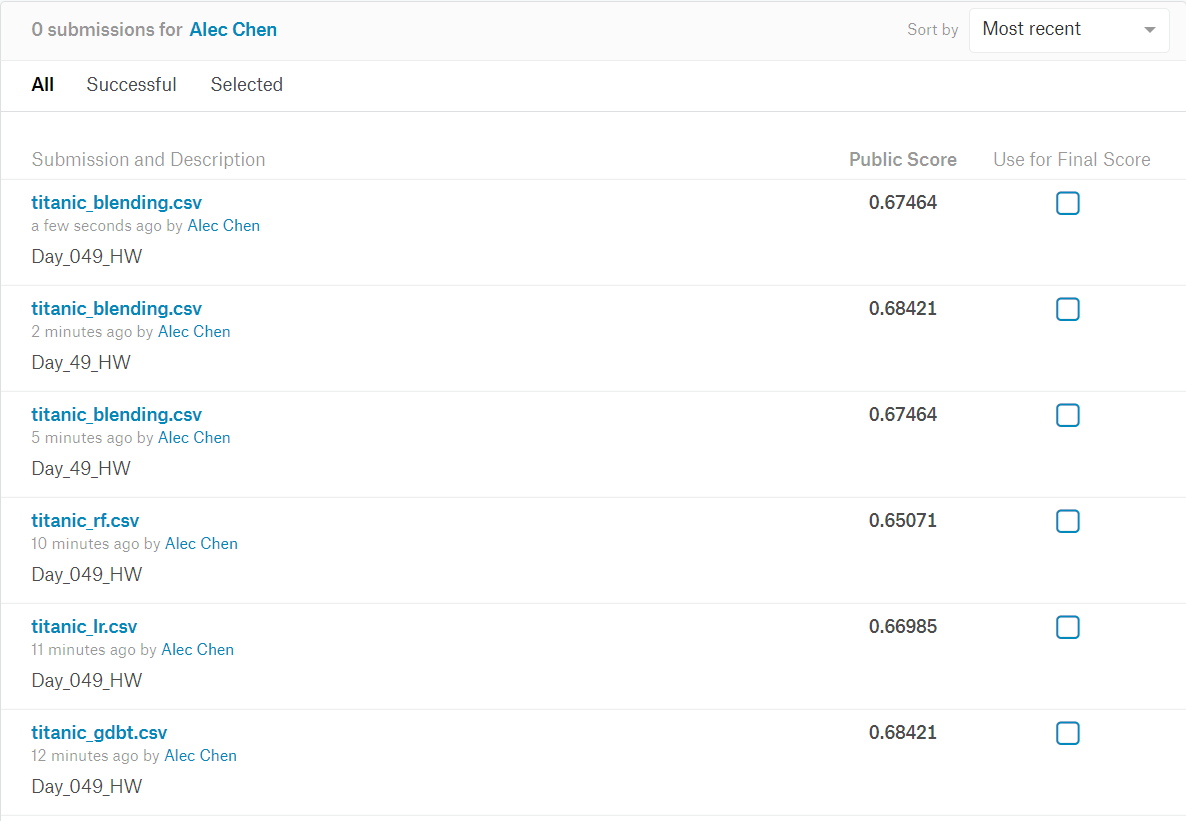 0 submissions for Alec Chen
Sort by Most recent
All Successful Selected
Submission and Description Public Score Use for Final Score
titanic_blending.csv 0.67464
a few seconds ago by Alec Chen
Day_049_HW
titanic_blending.csv 0.68421
2 minutes ago by Alec Chen
Day_49_HW
titanic_blending.csv 0.67464
5 minutes ago by Alec Chen
Day_49_HW
titanic_rf.csv 0.65071
10 minutes ago by Alec Chen
Day_049_HW
titanic_lr.csv 0.66985
11 minutes ago by Alec Chen
Day_049_HW
titanic_gdbt.csv 0.68421
12 minutes ago by Alec Chen
Day_049_HW